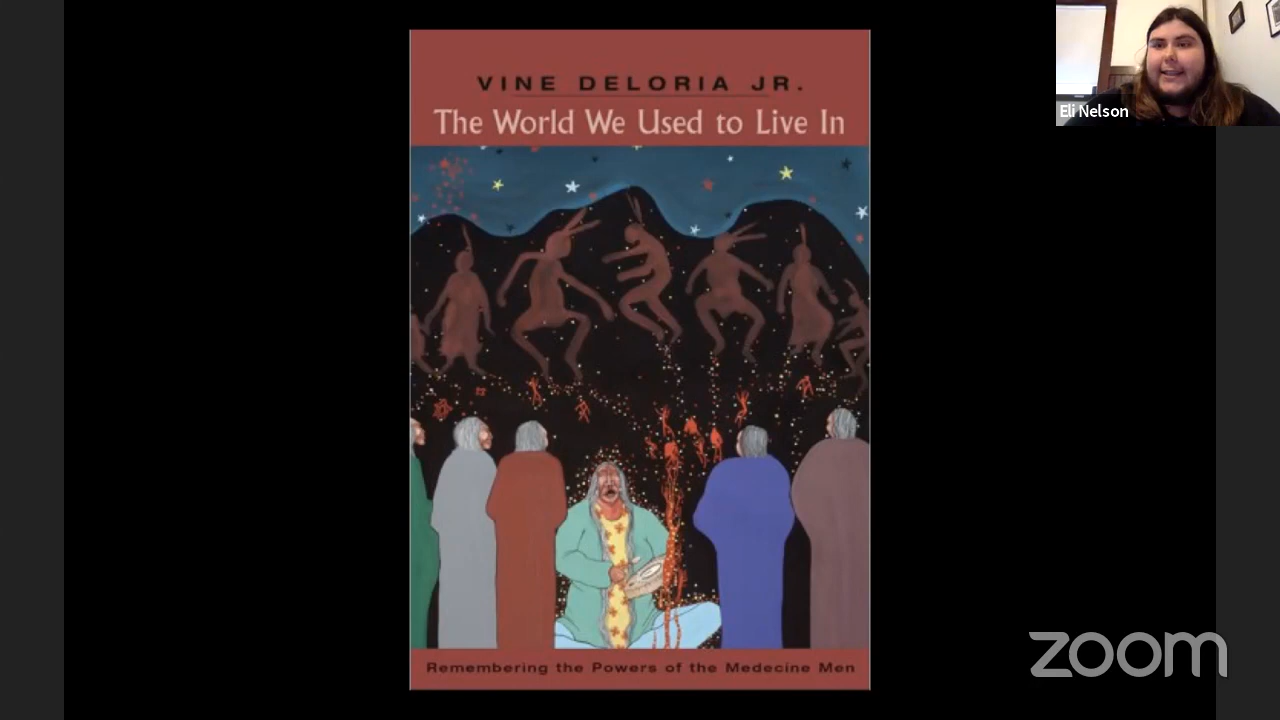 VINE DELORIA JR.
The World We Used to Live In
Remembering the Powers of the Medecine Men
Eli Nelson
zoom